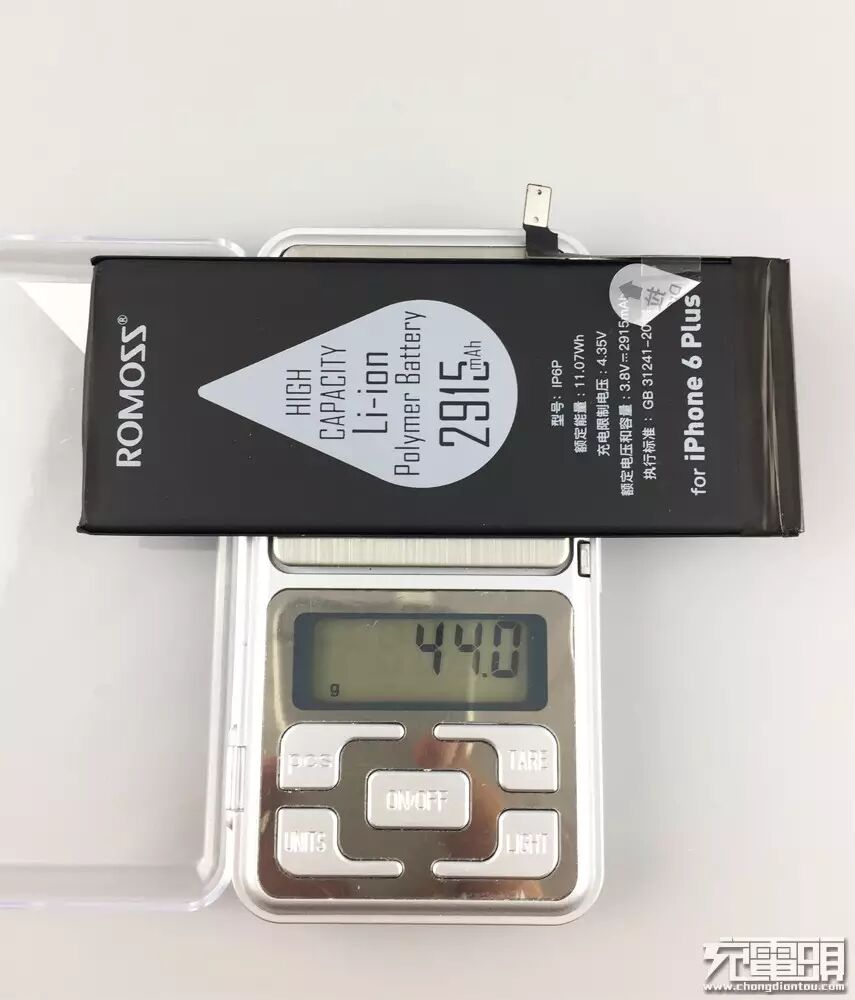 ROMOSS®
HIGH
CAPACITY
Li-ion
Polymer Battery
2915mAh
型号: IP6P
额定能量: 11.07Wh
充电限制电压: 4.35V
额定电压和容量: 3.8V⎓2915mAh
执行标准: GB 31241-20
for iPhone 6 Plus
44.0
g
pcs
TARE
ON/OFF
UNITS
LIGHT
充電頭
www.chongdiantou.com